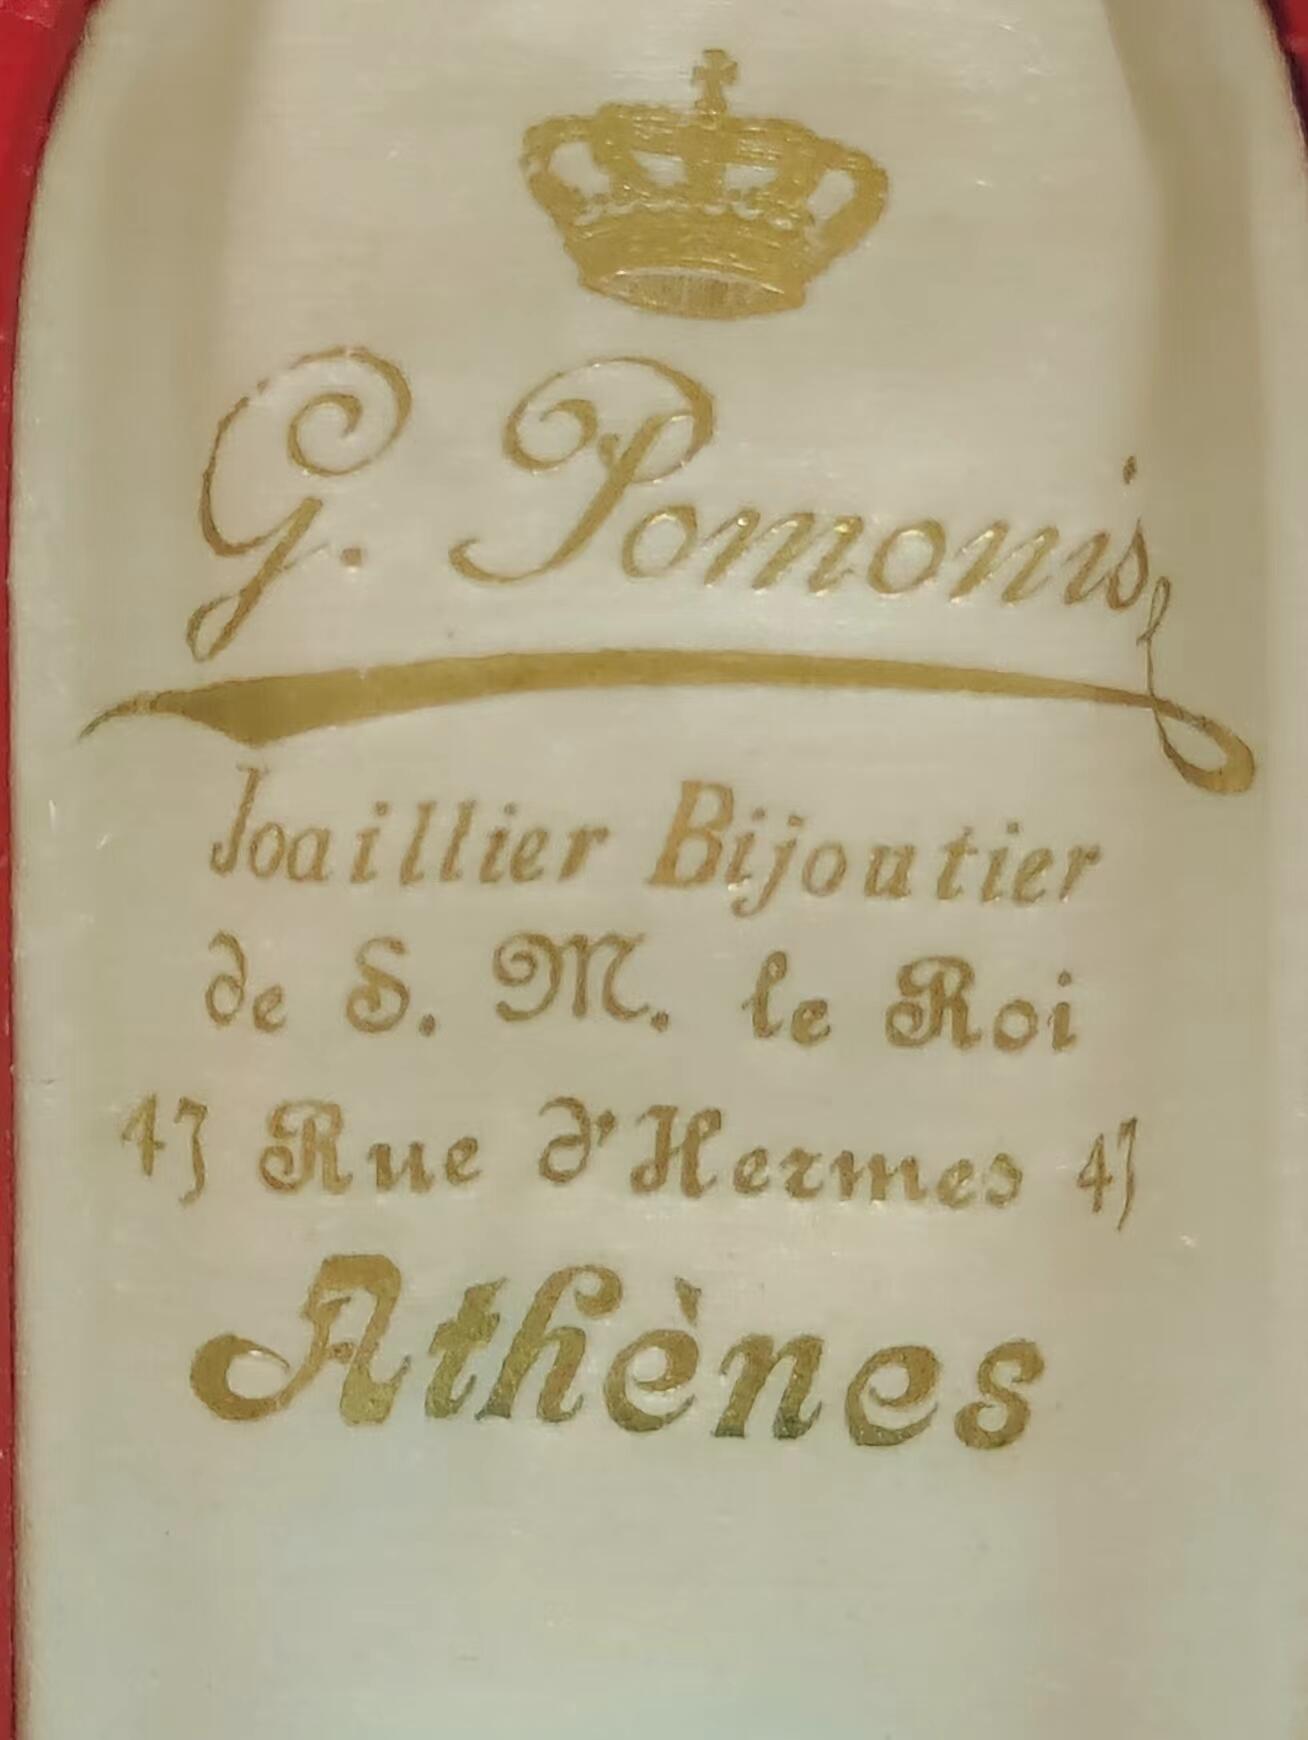 G. Pomonis
Joaillier Bijoutier
de S. M. le Roi
47 Rue d'Hermes 47
Athènes